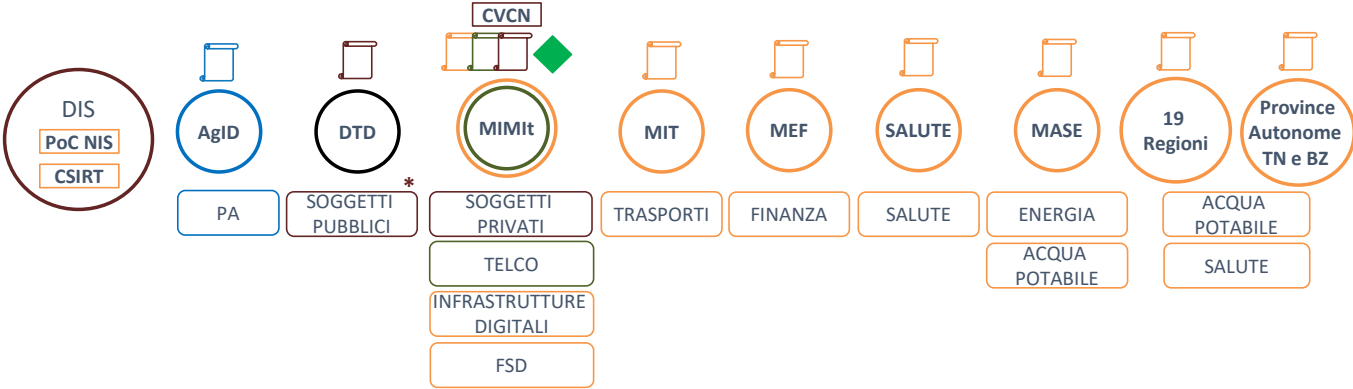 CVCN
DIS
PoC NIS
CSIRT
AgID
DTD
MIMIt
MIT
MEF
SALUTE
MASE
19
Regioni
Province
Autonome
TN e BZ
PA
*
SOGGETTI
PUBBLICI
SOGGETTI
PRIVATI
TELCO
INFRASTRUTTURE
DIGITALI
FSD
TRASPORTI
FINANZA
SALUTE
ENERGIA
ACQUA
POTABILE
ACQUA
POTABILE
SALUTE